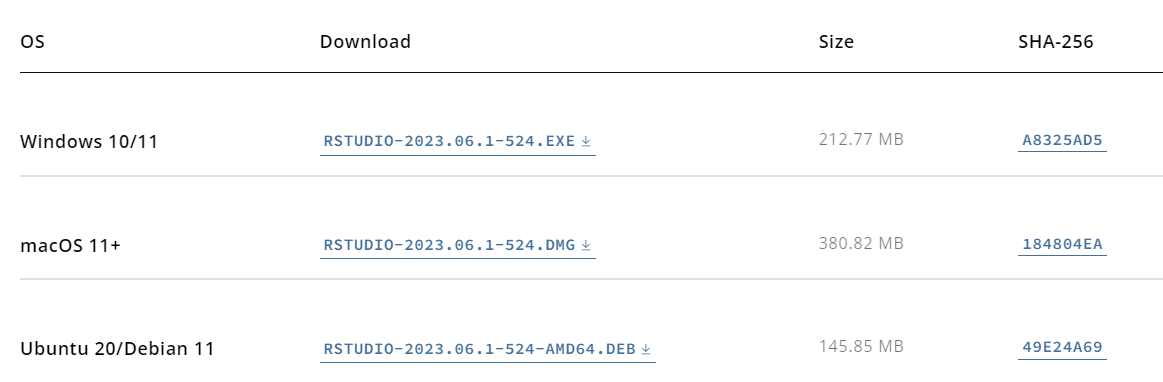 OS Download Size SHA-256
Windows 10/11 RSTUDIO-2023.06.1-524.EXE 212.77 MB A8325AD5
macOS 11+ RSTUDIO-2023.06.1-524.DMG 380.82 MB 184804EA
Ubuntu 20/Debian 11 RSTUDIO-2023.06.1-524-AMD64.DEB 145.85 MB 49E24A69